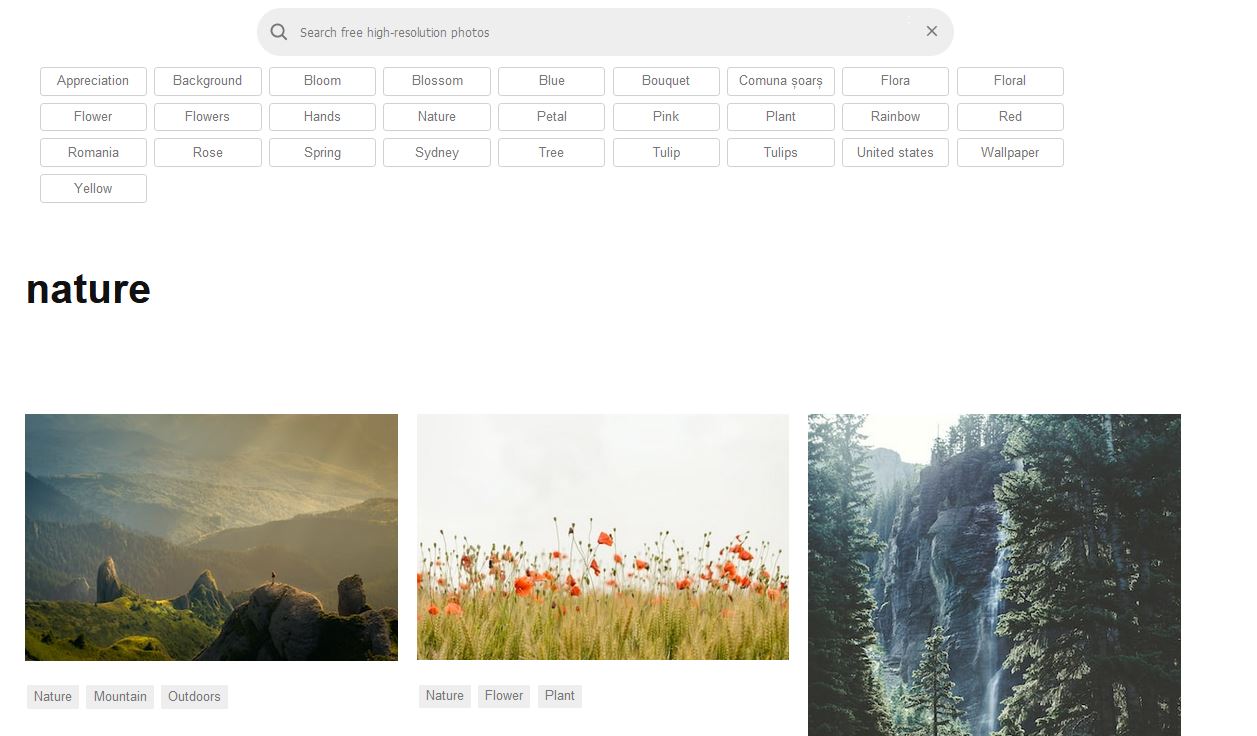 Search free high-resolution photos
Appreciation Background Bloom Blossom Blue Bouquet Comuna șoarș Flora Floral
Flower Flowers Hands Nature Petal Pink Plant Rainbow Red
Romania Rose Spring Sydney Tree Tulip Tulips United states Wallpaper
Yellow
nature
Nature Mountain Outdoors
Nature Flower Plant